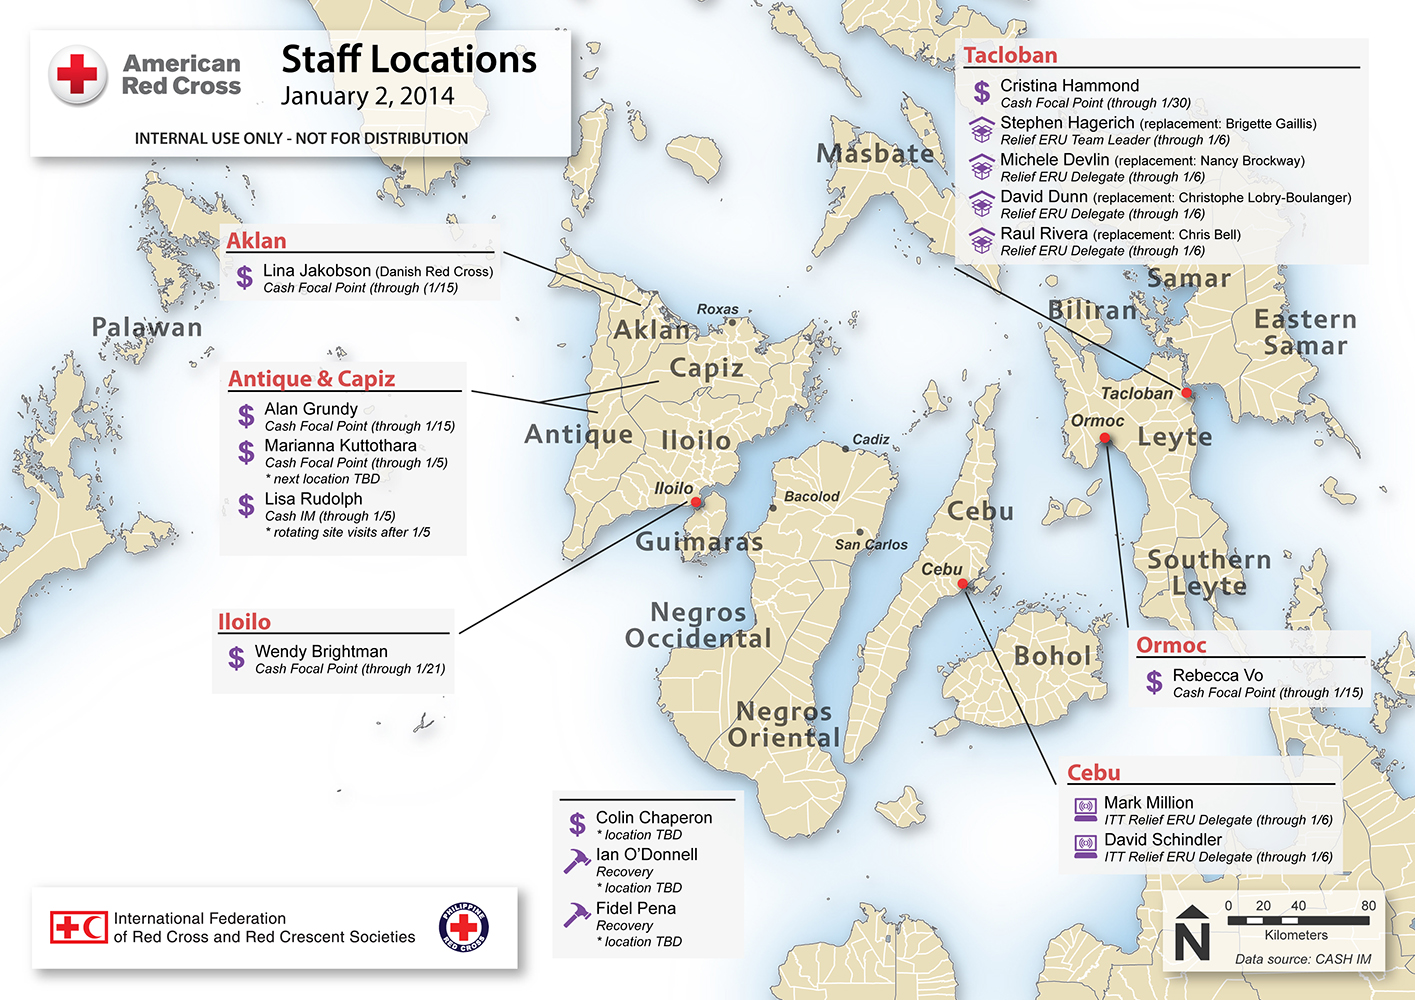 American
Red Cross
Staff Locations
January 2, 2014
INTERNAL USE ONLY - NOT FOR DISTRIBUTION
Tacloban
Cristina Hammond
Cash Focal Point (through 1/30)
Stephen Hagerich (replacement: Brigette Gaillis)
Relief ERU Team Leader (through 1/6)
Michele Devlin (replacement: Nancy Brockway)
Relief ERU Delegate (through 1/6)
David Dunn (replacement: Christophe Lobry-Boulanger)
Relief ERU Delegate (through 1/6)
Raul Rivera (replacement: Chris Bell)
Relief ERU Delegate (through 1/6)
Aklan
$ Lina Jakobson (Danish Red Cross)
Cash Focal Point (through (1/15)
Antique & Capiz
$ Alan Grundy
Cash Focal Point (through 1/15)
$ Marianna Kuttothara
Cash Focal Point (through 1/5)
* next location TBD
$ Lisa Rudolph
Cash IM (through 1/5)
* rotating site visits after 1/5
Iloilo
$ Wendy Brightman
Cash Focal Point (through 1/21)
Masbate
Samar
Biliran
Eastern
Samar
Palawan
Roxas
Aklan
Capiz
Antique
Iloilo
Iloilo
Guimaras
Tacloban
Ormoc
Leyte
Cadiz
Bacolod
San Carlos
Cebu
Cebu
Southern
Leyte
Negros
Occidental
Bohol
Negros
Oriental
Ormoc
$ Rebecca Vo
Cash Focal Point (through 1/15)
Cebu
Mark Million
ITT Relief ERU Delegate (through 1/6)
David Schindler
ITT Relief ERU Delegate (through 1/6)
$ Colin Chaperon
* location TBD
Ian O'Donnell
Recovery
* location TBD
Fidel Pena
Recovery
* location TBD
International Federation
of Red Cross and Red Crescent Societies
PHILIPPINE
RED CROSS
N
0 20 40 80
Kilometers
Data source: CASH IM